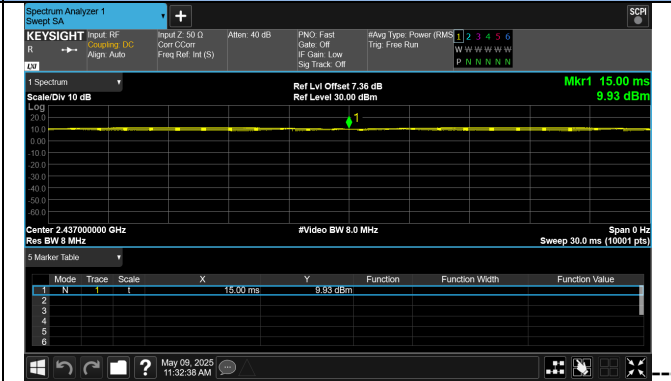 Spectrum Analyzer 1
Swept SA
+
SCPI
KEYSIGHT Input: RF Input Z: 50 Ω Atten: 40 dB PNO: Fast #Avg Type: Power (RMS 1 2 3 4 5 6
R Coupling: DC Corr CCorr Gate: Off Trig: Free Run W W W W W W
Align: Auto Freq Ref: Int (S) IF Gain: Low P N N N N N
LXI Sig Track: Off
1 Spectrum
Ref Lvl Offset 7.36 dB Mkr1 15.00 ms
Scale/Div 10 dB Ref Level 30.00 dBm 9.93 dBm
Log
20.0 1
10.0
0.00
-10.0
-20.0
-30.0
-40.0
-50.0
-60.0
Center 2.437000000 GHz #Video BW 8.0 MHz Span 0 Hz
Res BW 8 MHz Sweep 30.0 ms (10001 pts)
5 Marker Table
Mode Trace Scale X Y Function Function Width Function Value
1 N 1 t 15.00 ms 9.93 dBm
2
3
4
5
6
? May 09, 2025
11:32:38 AM